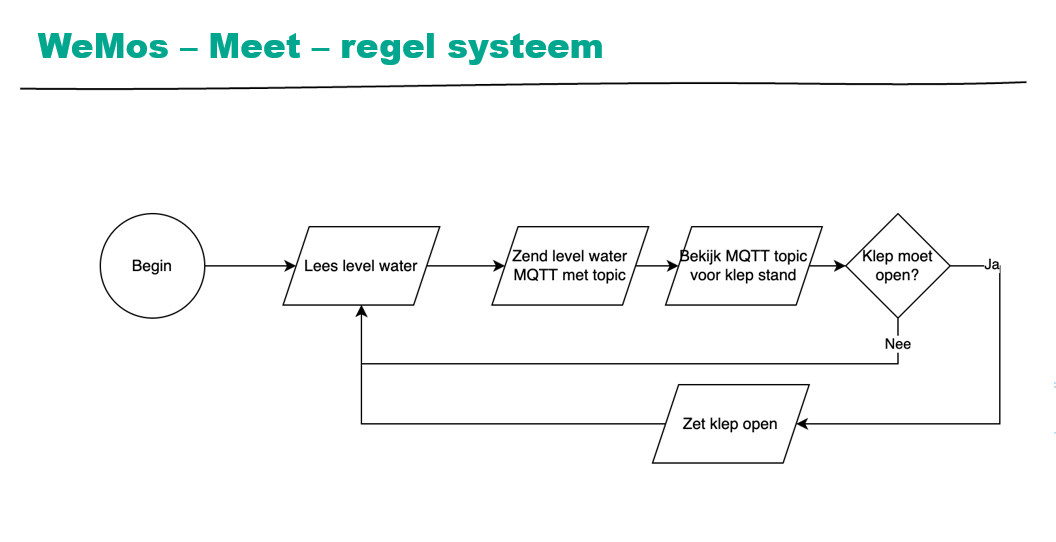 WeMos – Meet – regel systeem
Begin
Lees level water
Zend level water
MQTT met topic
Bekijk MQTT topic
voor klep stand
Klep moet
open?
Ja
Nee
Zet klep open